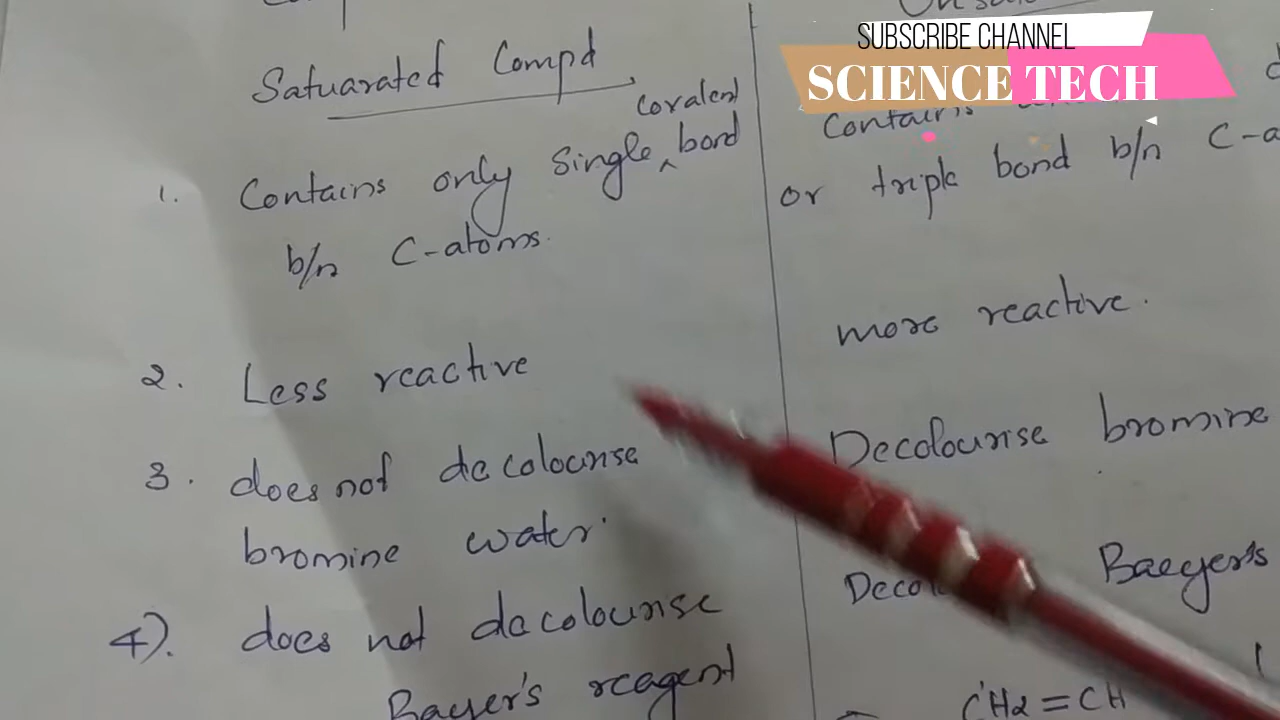 SUBSCRIBE CHANNEL
SCIENCE TECH
Satuarated Compd
1. Contains only single bond
covalent
b/n C-atoms.
2. Less reactive
3. does not decolourise
bromine water.
4). does not decolourise
Bayer's reagent
Contains
or triple bond b/n C-a
more reactive.
Decolourise bromine
Baeyer's
CH2=CH